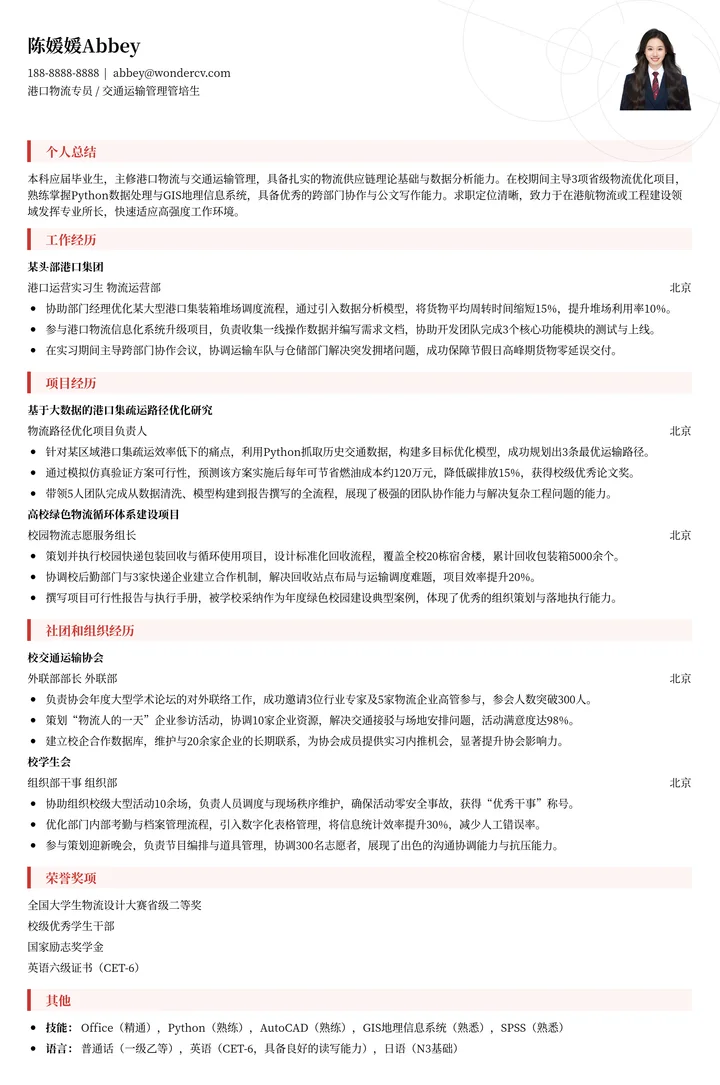 陈媛媛Abbey
188-8888-8888 | abbey@wondercv.com
港口物流专员 / 交通运输管理管培生
个人总结
本科应届毕业生，主修港口物流与交通运输管理，具备扎实的物流供应链理论基础与数据分析能力。在校期间主导3项省级物流优化项目，
熟练掌握Python数据处理与GIS地理信息系统，具备优秀的跨部门协作与公文写作能力。求职定位清晰，致力于在港航物流或工程建设领
域发挥专业所长，快速适应高强度工作环境。
工作经历
某头部港口集团
港口运营实习生 物流运营部 北京
• 协助部门经理优化某大型港口集装箱堆场调度流程，通过引入数据分析模型，将货物平均周转时间缩短15%，提升堆场利用率10%。
• 参与港口物流信息化系统升级项目，负责收集一线操作数据并编写需求文档，协助开发团队完成3个核心功能模块的测试与上线。
• 在实习期间主导跨部门协作会议，协调运输车队与仓储部门解决突发拥堵问题，成功保障节假日高峰期货物零延误交付。
项目经历
基于大数据的港口集疏运路径优化研究
物流路径优化项目负责人 北京
• 针对某区域港口集疏运效率低下的痛点，利用Python抓取历史交通数据，构建多目标优化模型，成功规划出3条最优运输路径。
• 通过模拟仿真验证方案可行性，预测该方案实施后每年可节省燃油成本约120万元，降低碳排放15%，获得校级优秀论文奖。
• 带领5人团队完成从数据清洗、模型构建到报告撰写的全流程，展现了极强的团队协作能力与解决复杂工程问题的能力。
高校绿色物流循环体系建设项目
校园物流志愿服务组长 北京
• 策划并执行校园快递包装回收与循环使用项目，设计标准化回收流程，覆盖全校20栋宿舍楼，累计回收包装箱5000余个。
• 协调校后勤部门与3家快递企业建立合作机制，解决回收站点布局与运输调度难题，项目效率提升20%。
• 撰写项目可行性报告与执行手册，被学校采纳作为年度绿色校园建设典型案例，体现了优秀的组织策划与落地执行能力。
社团和组织经历
校交通运输协会
外联部部长 外联部 北京
• 负责协会年度大型学术论坛的对外联络工作，成功邀请3位行业专家及5家物流企业高管参与，参会人数突破300人。
• 策划“物流人的一天”企业参访活动，协调10家企业资源，解决交通接驳与场地安排问题，活动满意度达98%。
• 建立校企合作数据库，维护与20余家企业的长期联系，为协会成员提供实习内推机会，显著提升协会影响力。
校学生会
组织部干事 组织部 北京
• 协助组织校级大型活动10余场，负责人员调度与现场秩序维护，确保活动零安全事故，获得“优秀干事”称号。
• 优化部门内部考勤与档案管理流程，引入数字化表格管理，将信息统计效率提升30%，减少人工错误率。
• 参与策划迎新晚会，负责节目编排与道具管理，协调300名志愿者，展现了出色的沟通协调能力与抗压能力。
荣誉奖项
全国大学生物流设计大赛省级二等奖
校级优秀学生干部
国家励志奖学金
英语六级证书（CET-6）
其他
• 技能： Office（精通），Python（熟练），AutoCAD（熟练），GIS地理信息系统（熟悉），SPSS（熟悉）
• 语言： 普通话（一级乙等），英语（CET-6，具备良好的读写能力），日语（N3基础）